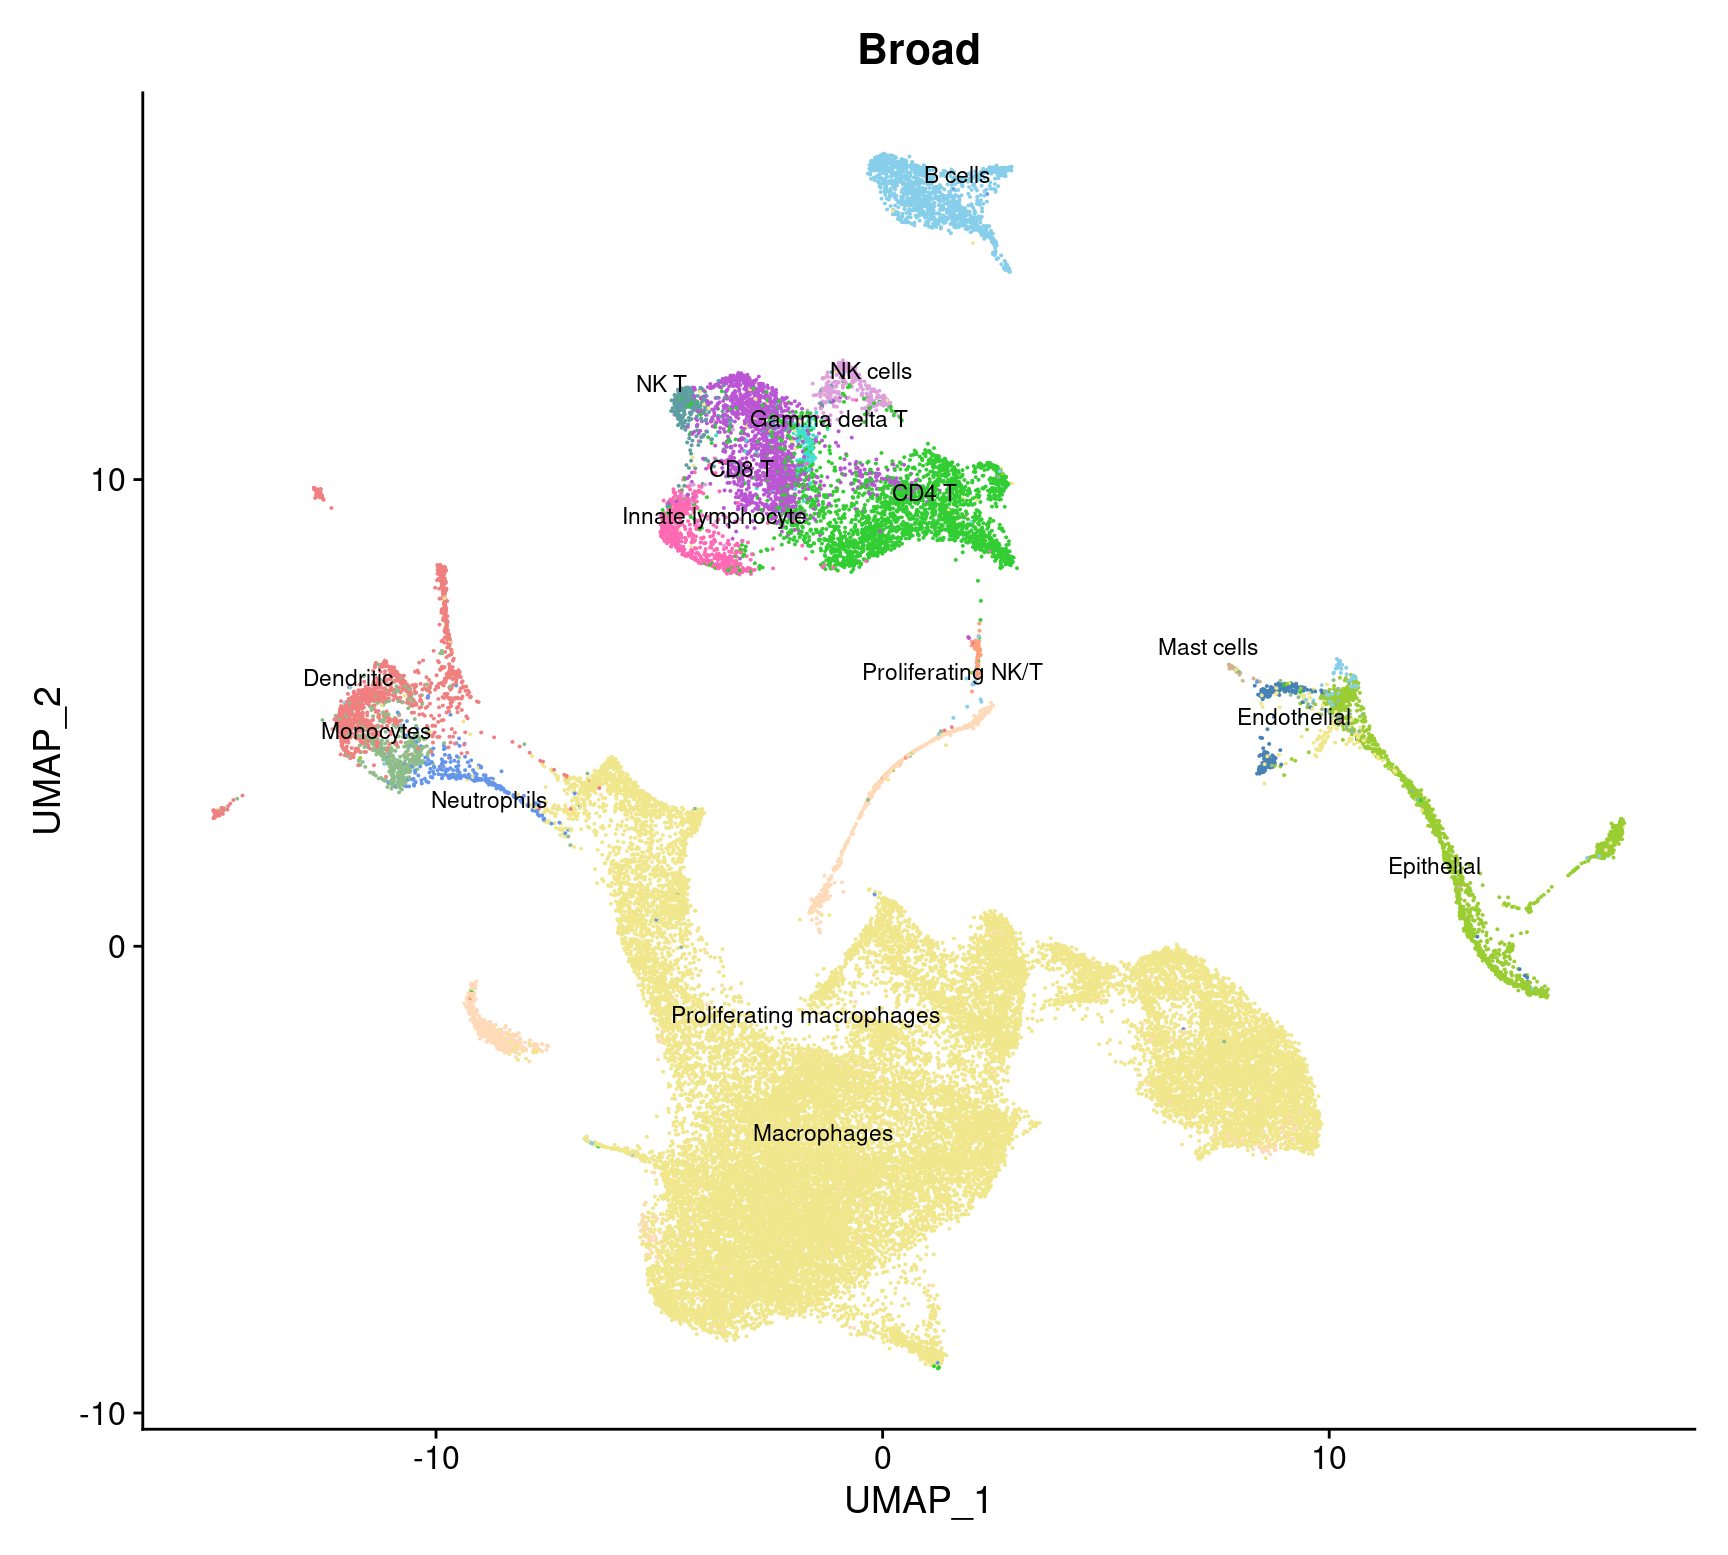 Broad
B cells
NK cells
NK T
Gamma delta T
CD8 T
CD4 T
Innate lymphocyte
Mast cells
Proliferating NK/T
Dendritic
Endothelial
Monocytes
Neutrophils
Epithelial
Proliferating macrophages
Macrophages
10
0
-10
UMAP_2
-10
0
10
UMAP_1